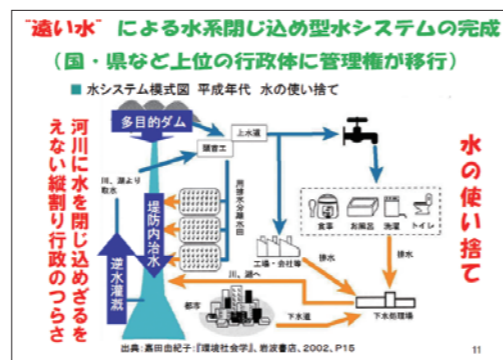 "遠い水" による水系閉じ込め型水システムの完成
（国・県など上位の行政体に管理権が移行）
■ 水システム模式図 平成年代 水の使い捨て
多目的ダム
上水道
頭首工
川、湖より
取水
河川に水を閉じ込めざるを
えない縦割り行政のつらさ
堤防内治水
用排水分離水田
逆水灌漑
水の使い捨て
食事
お風呂
洗濯
トイレ
工場・会社等
排水
排水
川、湖へ
都市
下水道
下水処理場
出典：嘉田由紀子：『環境社会学』、岩波書店、2002、P15
11